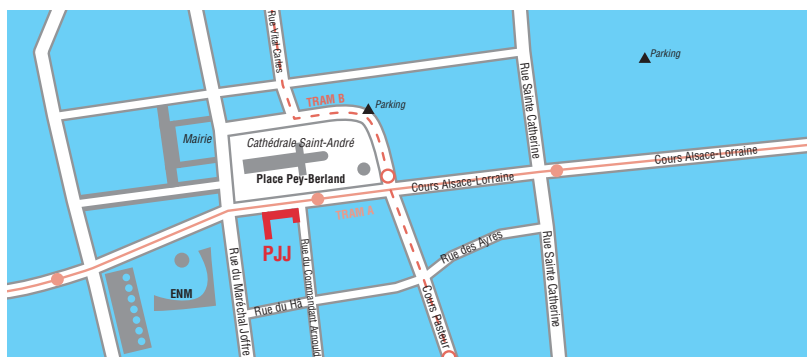 Rue Vital Carles
Parking
TRAM B
Parking
Rue Sainte Catherine
Mairie
Cathédrale Saint-André
Place Pey-Berland
Cours Alsace-Lorraine
Cours Alsace-Lorraine
TRAM A
PJJ
Rue du Maréchal Joffre
Rue du Commandant Arnould
Rue des Ayres
Rue Sainte Catherine
ENM
Rue du Hâ
Cours Pasteur